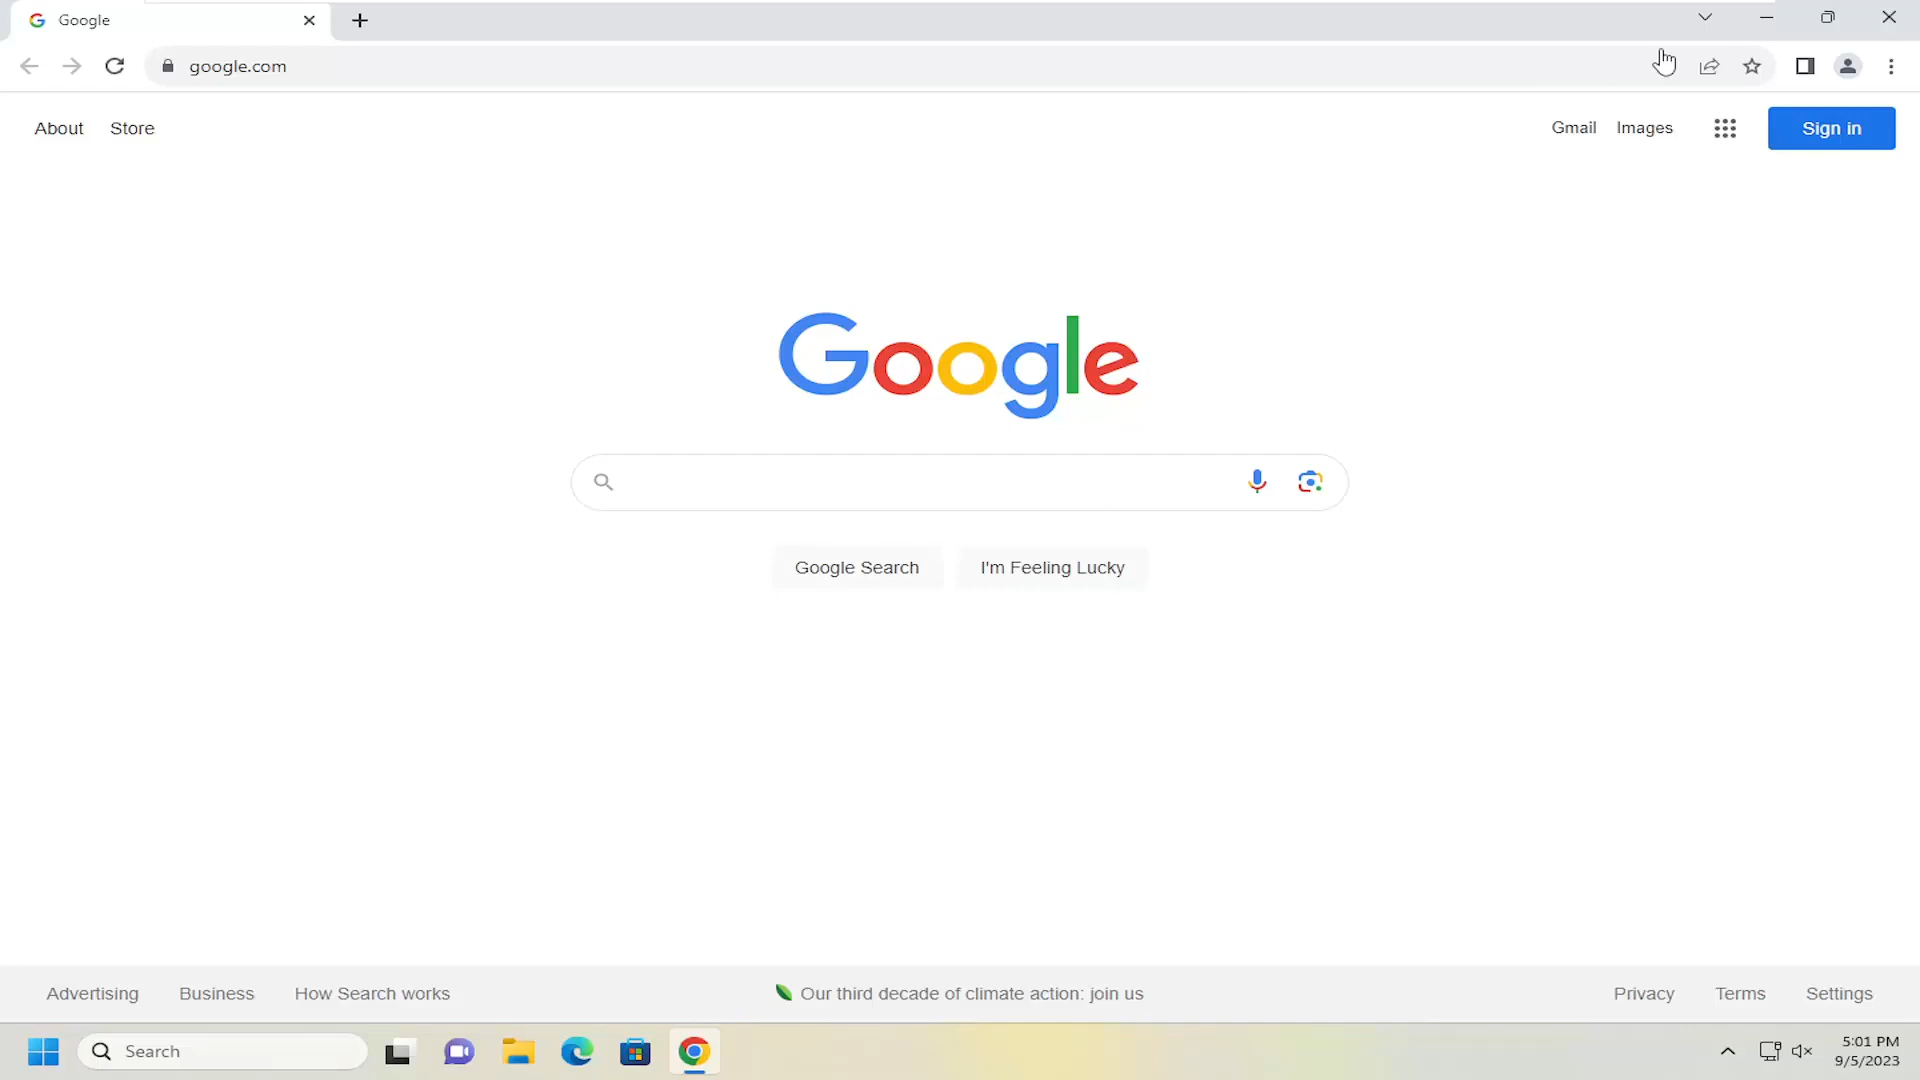 Google
google.com
About Store
Gmail Images Sign in
Google
Google Search I'm Feeling Lucky
Advertising Business How Search works
Our third decade of climate action: join us
Privacy Terms Settings
Search
5:01 PM
9/5/2023